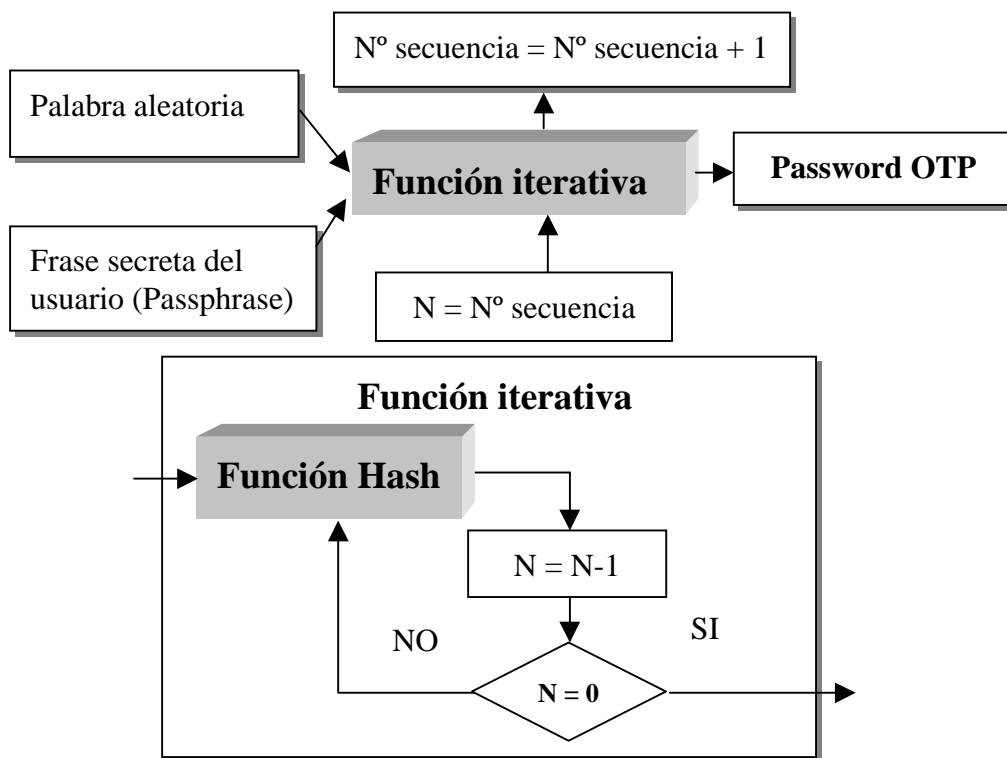 Nº secuencia = Nº secuencia + 1
Palabra aleatoria
Función iterativa
Password OTP
Frase secreta del
usuario (Passphrase)
N = Nº secuencia
Función iterativa
Función Hash
N = N-1
NO
SI
N = 0